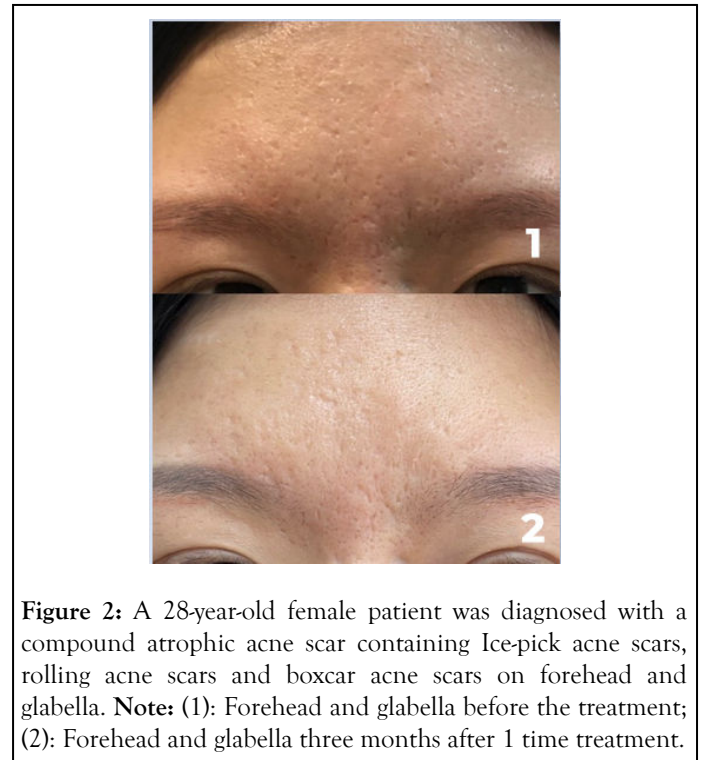 1
2
Figure 2: A 28-year-old female patient was diagnosed with a
compound atrophic acne scar containing Ice-pick acne scars,
rolling acne scars and boxcar acne scars on forehead and
glabella. Note: (1): Forehead and glabella before the treatment;
(2): Forehead and glabella three months after 1 time treatment.